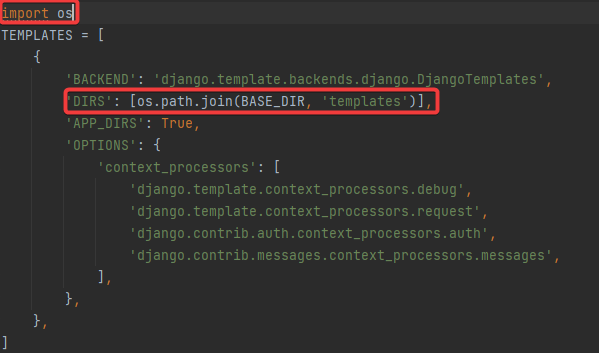 import os
TEMPLATES = [
    {
        'BACKEND': 'django.template.backends.django.DjangoTemplates',
        'DIRS': [os.path.join(BASE_DIR, 'templates')],
        'APP_DIRS': True,
        'OPTIONS': {
            'context_processors': [
                'django.template.context_processors.debug',
                'django.template.context_processors.request',
                'django.contrib.auth.context_processors.auth',
                'django.contrib.messages.context_processors.messages',
            ],
        },
    },
]